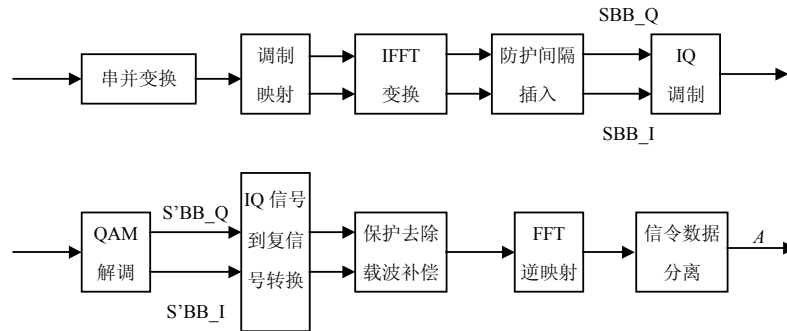 SBB_Q
串并变换
调制
映射
IFFT
变换
防护间隔
插入
IQ
调制
SBB_I
S’BB_Q
QAM
解调
S’BB_I
IQ 信号
到复信
号转换
保护去除
载波补偿
FFT
逆映射
信令数据
分离
A